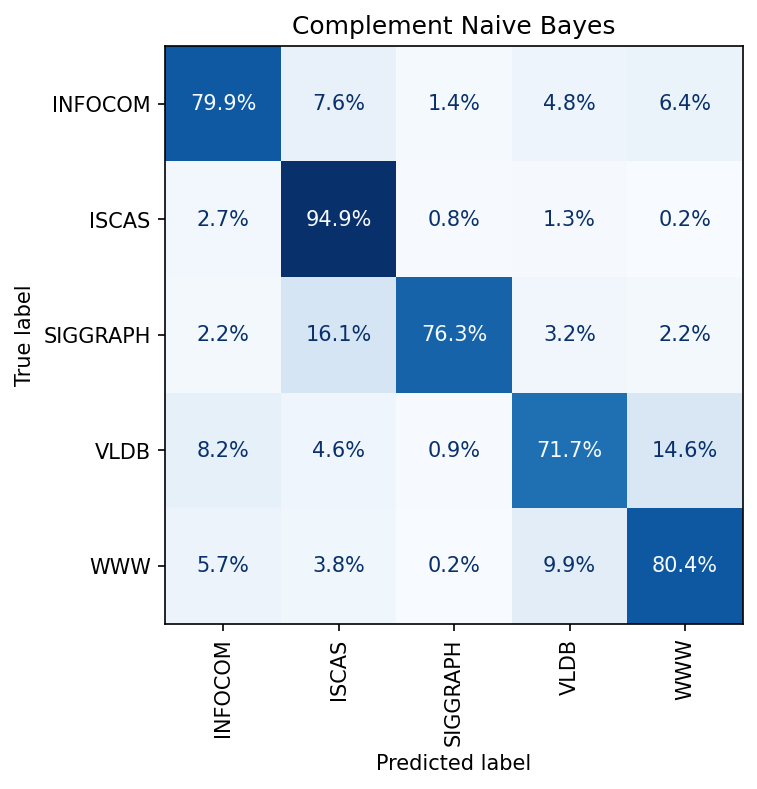 Complement Naive Bayes
INFOCOM 79.9% 7.6% 1.4% 4.8% 6.4%
ISCAS 2.7% 94.9% 0.8% 1.3% 0.2%
SIGGRAPH 2.2% 16.1% 76.3% 3.2% 2.2%
VLDB 8.2% 4.6% 0.9% 71.7% 14.6%
WWW 5.7% 3.8% 0.2% 9.9% 80.4%
True label
INFOCOM ISCAS SIGGRAPH VLDB WWW
Predicted label